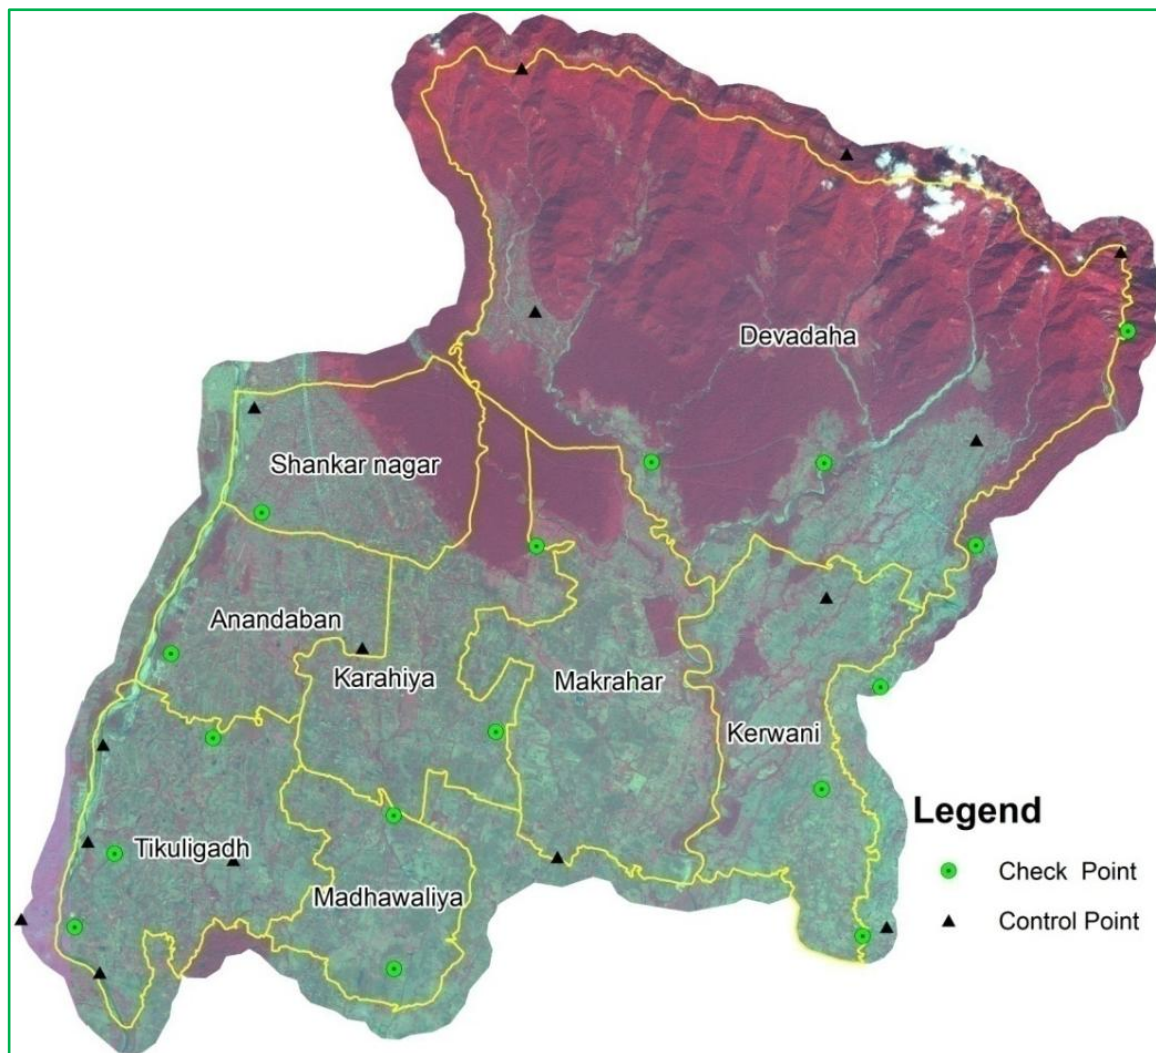 Devadaha
Shankar nagar
Anandaban
Karahiya
Makrahar
Kerwani
Tikuligadh
Madhawaliya
Legend
Check Point
Control Point